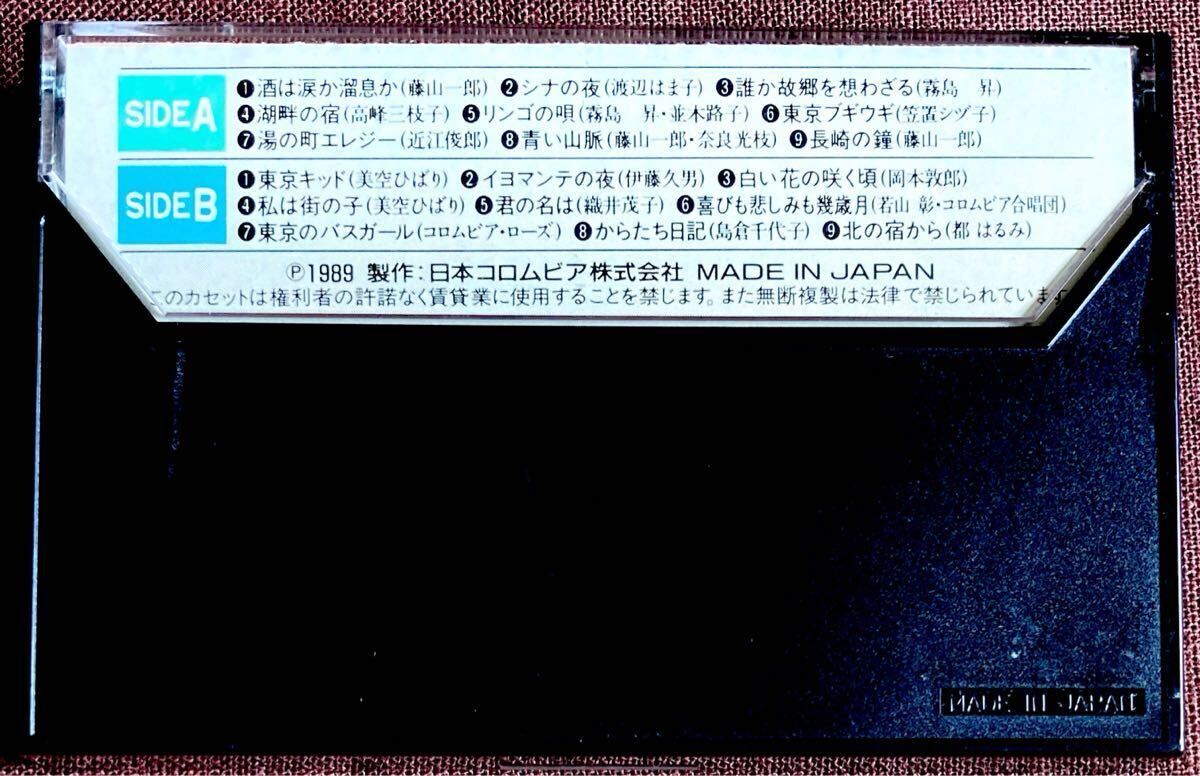 SIDE A
❶酒は涙か溜息か(藤山一郎) ❷シナの夜(渡辺はま子) ❸誰か故郷を想わざる(霧島　昇)
❹湖畔の宿(高峰三枝子) ❺リンゴの唄(霧島　昇・並木路子) ❻東京ブギウギ(笠置シヅ子)
❼湯の町エレジー(近江俊郎) ❽青い山脈(藤山一郎・奈良光枝) ❾長崎の鐘(藤山一郎)
SIDE B
❶東京キッド(美空ひばり) ❷イヨマンテの夜(伊藤久男) ❸白い花の咲く頃(岡本敦郎)
❹私は街の子(美空ひばり) ❺君の名は(織井茂子) ❻喜びも悲しみも幾歳月(若山 彰・コロムビア合唱団)
❼東京のバスガール(コロムビア・ローズ) ❽からたち日記(島倉千代子) ❾北の宿から(都 はるみ)
Ⓟ1989 製作：日本コロムビア株式会社 MADE IN JAPAN
このカセットは権利者の許諾なく賃貸業に使用することを禁じます。また無断複製は法律で禁じられています
MADE IN JAPAN